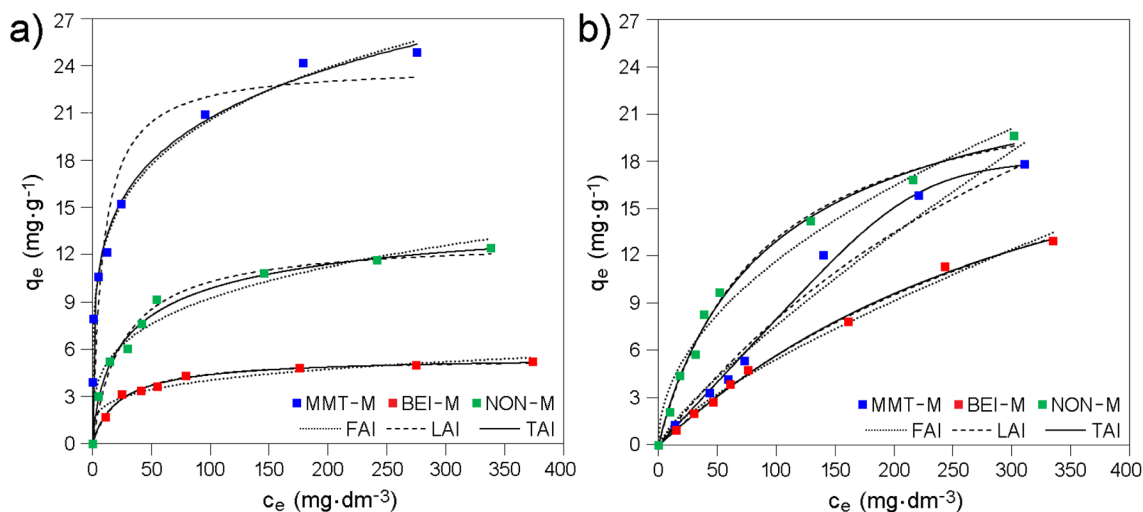 a)
27
24
21
18
15
12
9
6
3
0
qₑ (mg·g⁻¹)
MMT-M BEI-M NON-M
FAI LAI TAI
0 50 100 150 200 250 300 350 400
cₑ (mg·dm⁻³)
b)
27
24
21
18
15
12
9
6
3
0
qₑ (mg·g⁻¹)
MMT-M BEI-M NON-M
FAI LAI TAI
0 50 100 150 200 250 300 350 400
cₑ (mg·dm⁻³)